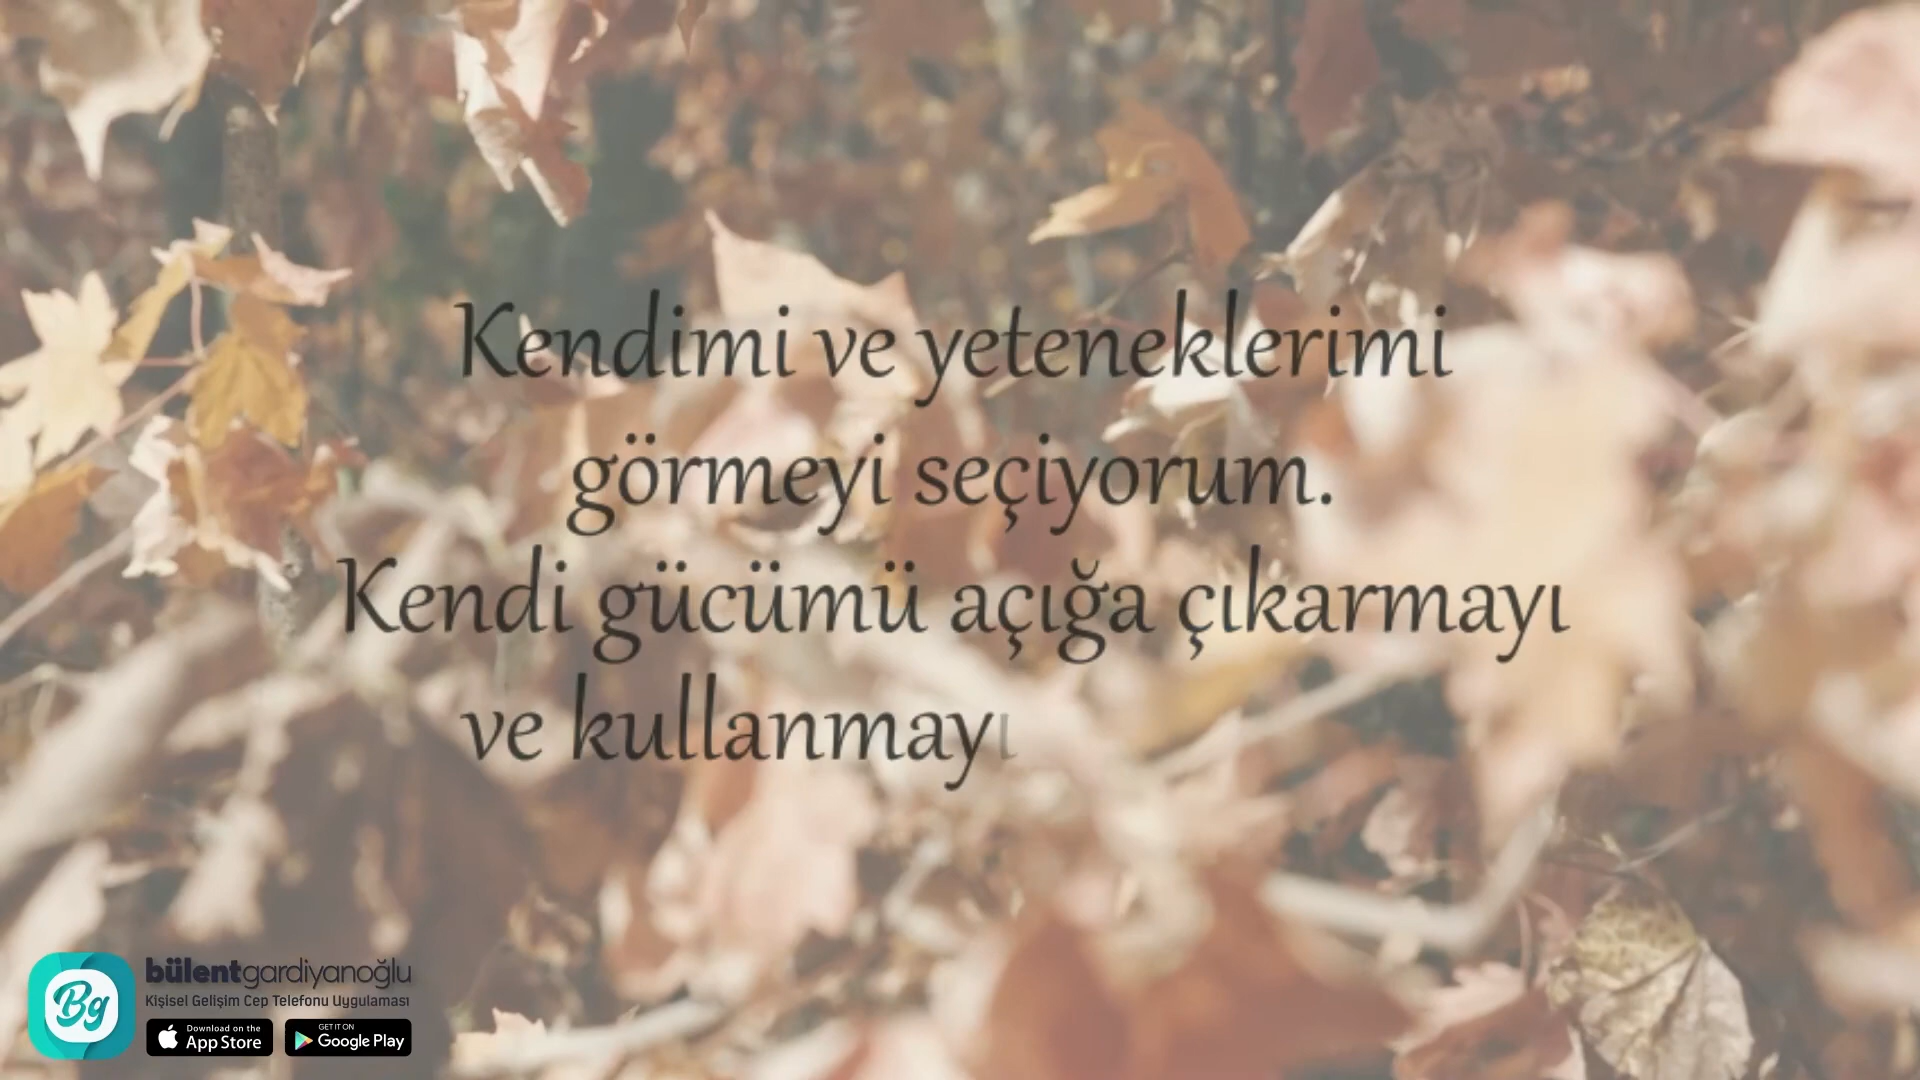 Kendimi ve yeteneklerimi
görmeyi seçiyorum.
Kendi gücümü açığa çıkarmayı
ve kullanmayı
Bg
bülentgardiyanoğlu
Kişisel Gelişim Cep Telefonu Uygulaması
Download on the
App Store
GET IT ON
Google Play